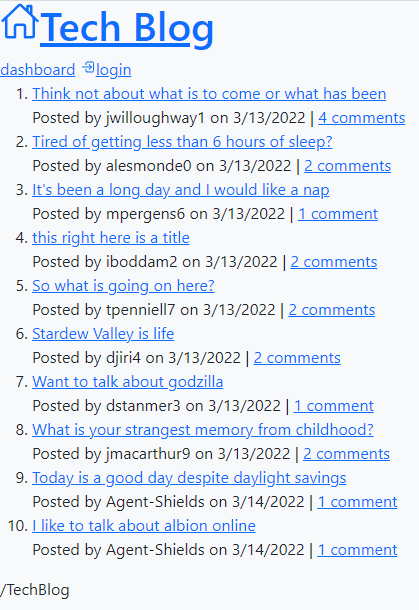 Tech Blog
dashboard login
1. Think not about what is to come or what has been
Posted by jwilloughway1 on 3/13/2022 | 4 comments
2. Tired of getting less than 6 hours of sleep?
Posted by alesmonde0 on 3/13/2022 | 2 comments
3. It's been a long day and I would like a nap
Posted by mpergens6 on 3/13/2022 | 1 comment
4. this right here is a title
Posted by iboddam2 on 3/13/2022 | 2 comments
5. So what is going on here?
Posted by tpenniell7 on 3/13/2022 | 2 comments
6. Stardew Valley is life
Posted by djiri4 on 3/13/2022 | 2 comments
7. Want to talk about godzilla
Posted by dstanmer3 on 3/13/2022 | 1 comment
8. What is your strangest memory from childhood?
Posted by jmacarthur9 on 3/13/2022 | 2 comments
9. Today is a good day despite daylight savings
Posted by Agent-Shields on 3/14/2022 | 1 comment
10. I like to talk about albion online
Posted by Agent-Shields on 3/14/2022 | 1 comment
/TechBlog